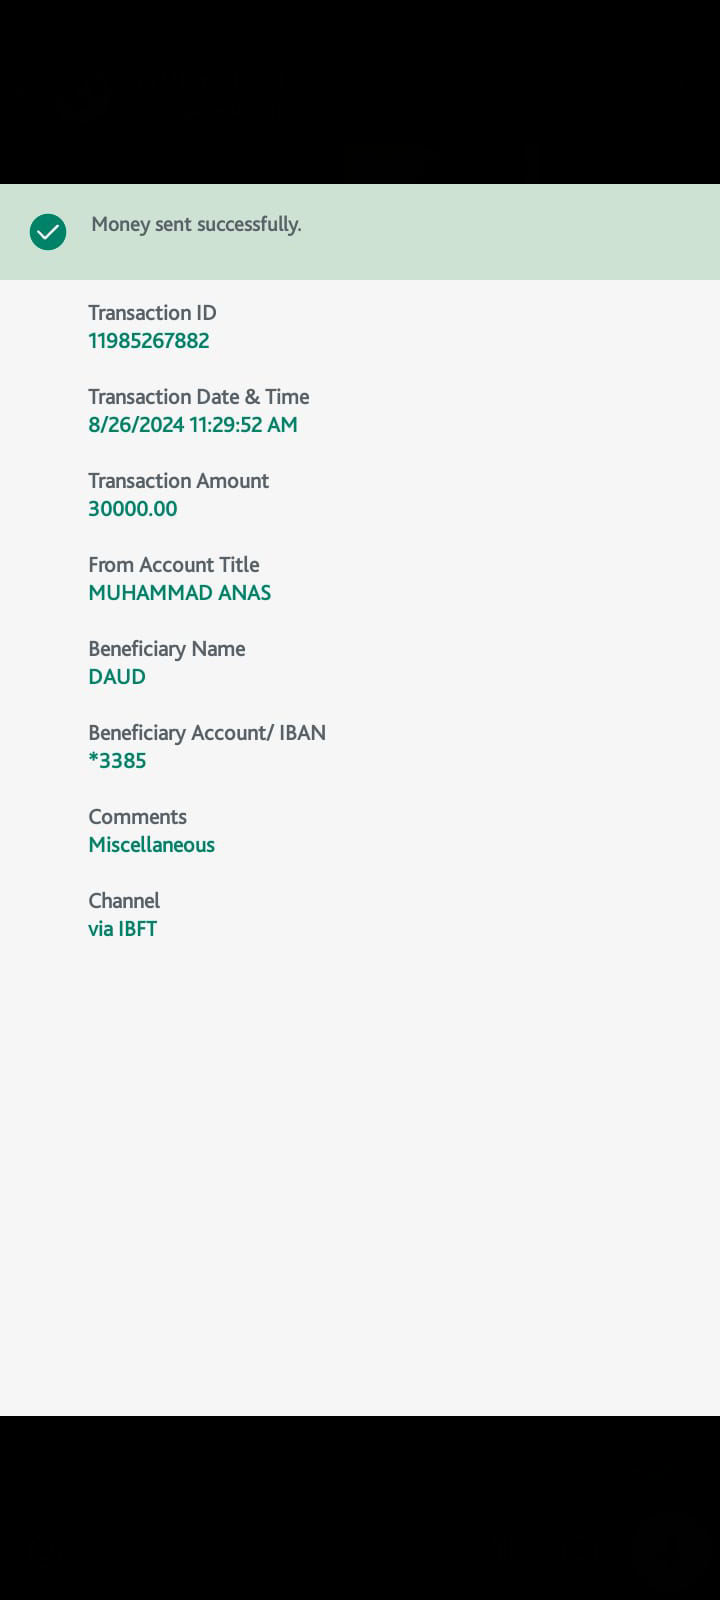 Money sent successfully.
Transaction ID
11985267882
Transaction Date & Time
8/26/2024 11:29:52 AM
Transaction Amount
30000.00
From Account Title
MUHAMMAD ANAS
Beneficiary Name
DAUD
Beneficiary Account/ IBAN
*3385
Comments
Miscellaneous
Channel
via IBFT